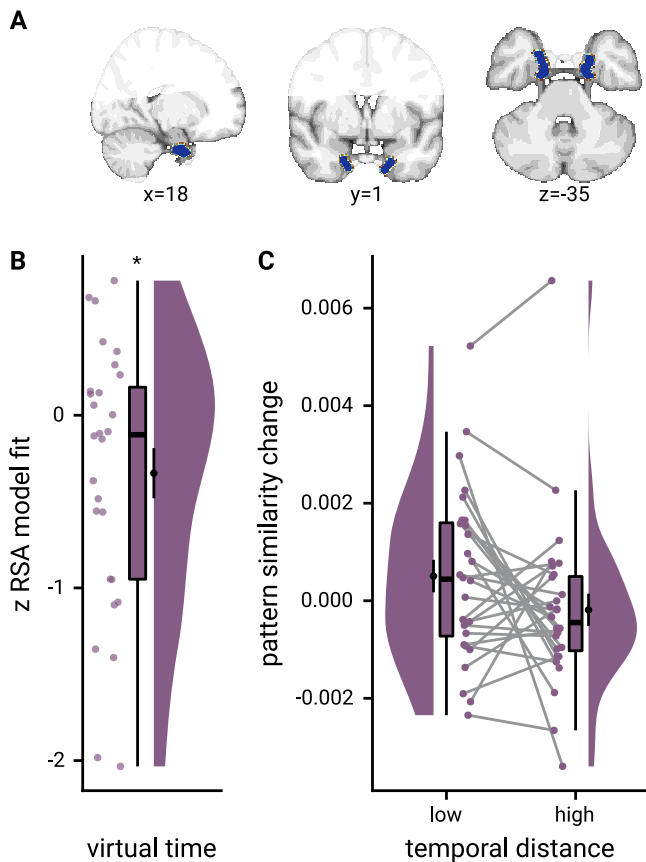 A
x=18
y=1
z=-35
B
*
0
-1
-2
z RSA model fit
virtual time
C
0.006
0.004
0.002
0.000
-0.002
pattern similarity change
low
high
temporal distance